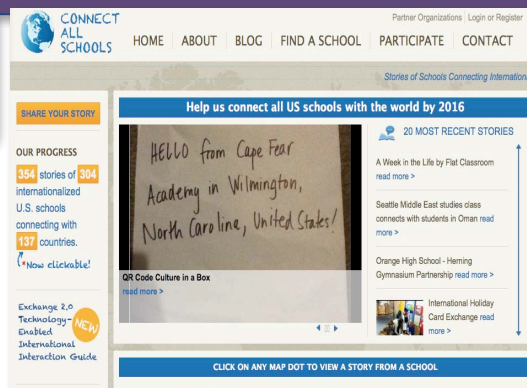 CONNECT
ALL
SCHOOLS
Partner Organizations | Login or Register
HOME | ABOUT | BLOG | FIND A SCHOOL | PARTICIPATE | CONTACT
Stories of Schools Connecting
SHARE YOUR STORY
OUR PROGRESS
354 stories of 304
internationalized
U.S. schools
connecting with
137 countries.
*Now clickable!
Exchange 2.0
Technology-
Enabled
International
Interaction Guide
NEW
Help us connect all US schools with the world by 2016
HELLO from Cape Fear
Academy in Wilmington,
North Carolina, United States!
QR Code Culture in a Box
read more >
20 MOST RECENT STORIES
A Week in the Life by Flat Classroom
read more >
Seattle Middle East studies class
connects with students in Oman read
more >
Orange High School - Herning
Gymnasium Partnership read more >
International Holiday
Card Exchange read
more >
CLICK ON ANY MAP DOT TO VIEW A STORY FROM A SCHOOL